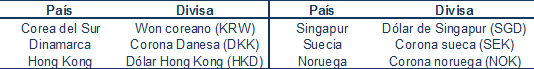 País Divisa País Divisa
Corea del Sur Won coreano (KRW) Singapur Dólar de Singapur (SGD)
Dinamarca Corona Danesa (DKK) Suecia Corona sueca (SEK)
Hong Kong Dólar Hong Kong (HKD) Noruega Corona noruega (NOK)